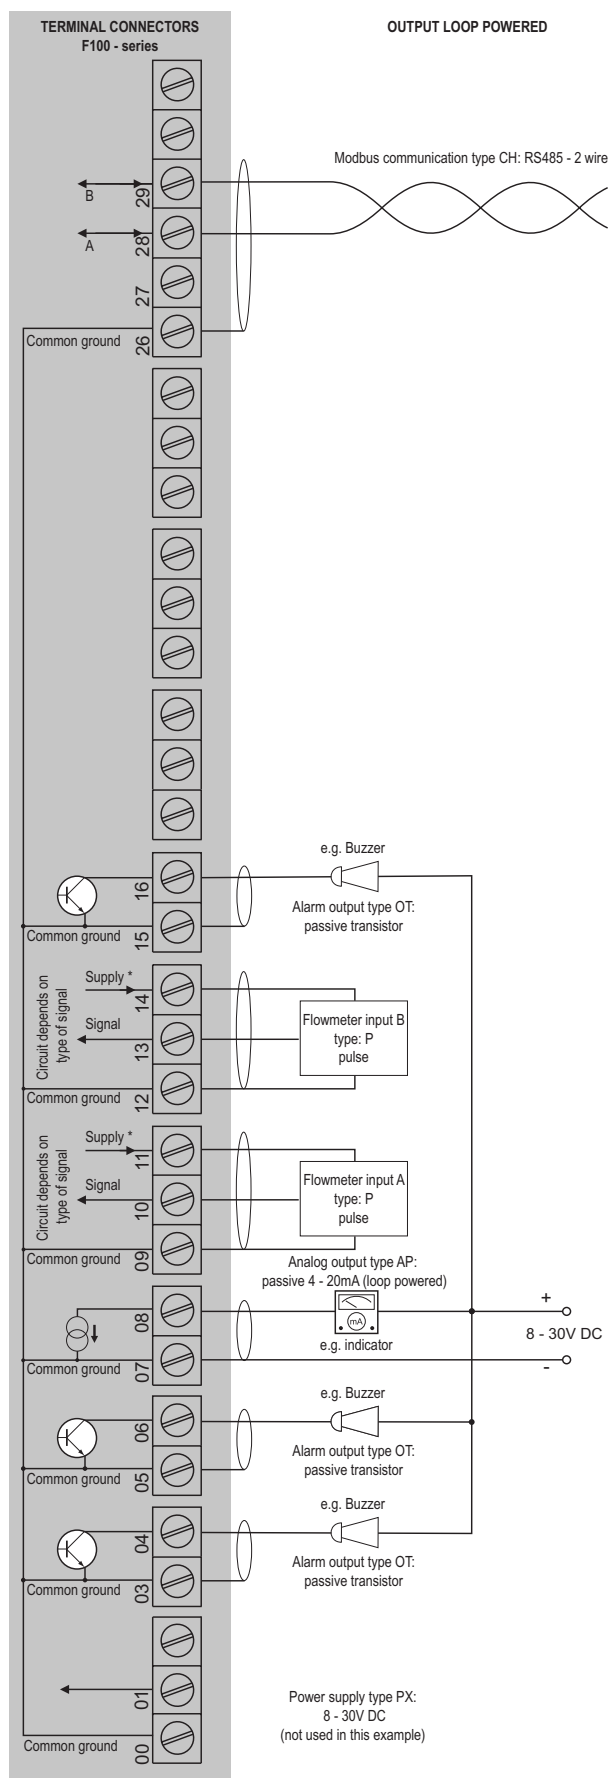 TERMINAL CONNECTORS
F100 - series
OUTPUT LOOP POWERED
Modbus communication type CH: RS485 - 2 wire
B
29
A
28
27
Common ground
26
e.g. Buzzer
16
Alarm output type OT:
passive transistor
Common ground
15
Circuit depends on
type of signal
Supply *
14
Signal
13
Flowmeter input B
type: P
pulse
Common ground
12
Circuit depends on
type of signal
Supply *
11
Signal
10
Flowmeter input A
type: P
pulse
Common ground
09
Analog output type AP:
passive 4 - 20mA (loop powered)
08
mA
+
8 - 30V DC
-
e.g. indicator
Common ground
07
e.g. Buzzer
06
Alarm output type OT:
passive transistor
Common ground
05
e.g. Buzzer
04
Alarm output type OT:
passive transistor
Common ground
03
01
Power supply type PX:
8 - 30V DC
(not used in this example)
Common ground
00